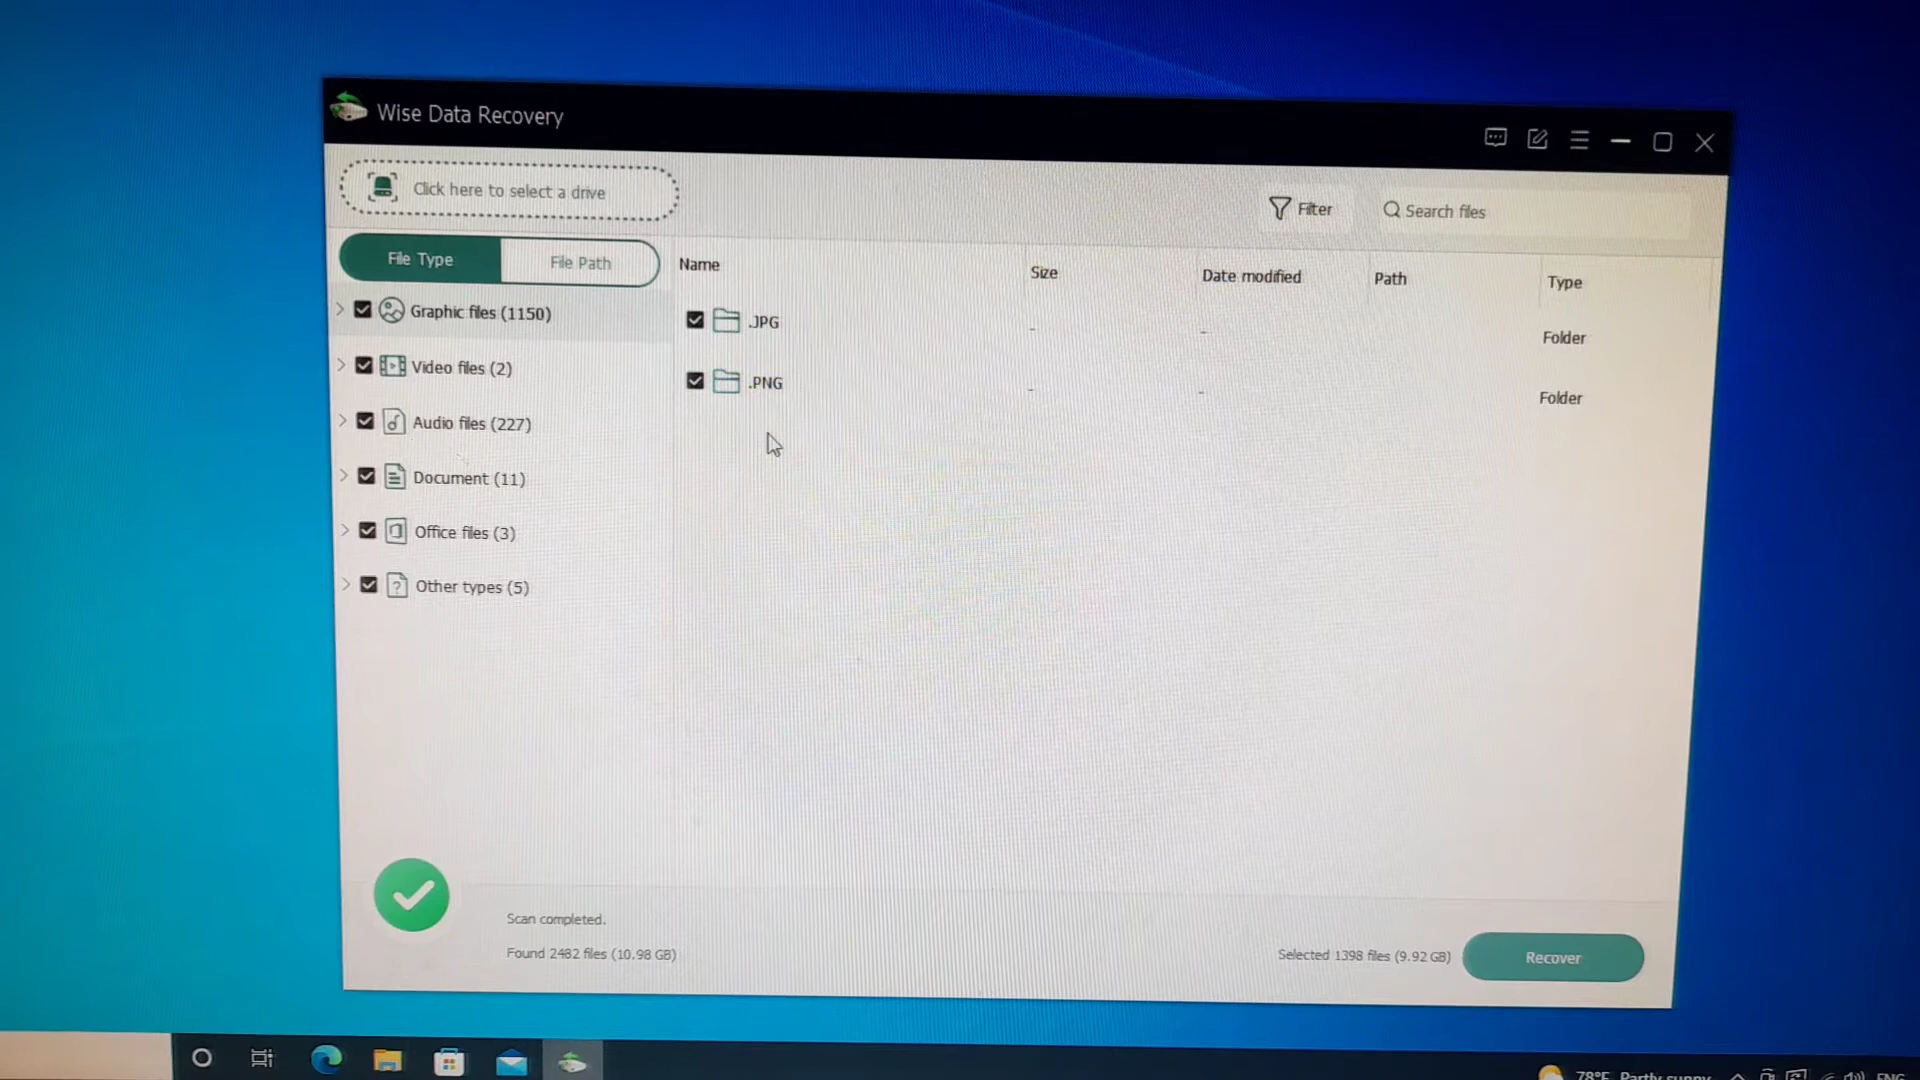 Wise Data Recovery
Click here to select a drive
Filter
Search files
File Type
File Path
Name
Size
Date modified
Path
Type
Graphic files (1150)
.JPG
-
-
Folder
Video files (2)
.PNG
-
-
Folder
Audio files (227)
Document (11)
Office files (3)
Other types (5)
Scan completed.
Found 2482 files (10.98 GB)
Selected 1398 files (9.92 GB)
Recover
78°F Partly sunny
ENG